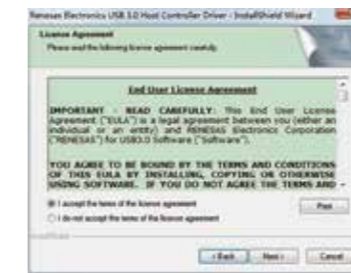 Renesas Electronics USB 3.0 Host Controller Driver - InstallShield Wizard
License Agreement
Please read the following license agreement carefully.
End User License Agreement
IMPORTANT - READ CAREFULLY: This End User License
Agreement ("EULA") is a legal agreement between you (either an
individual or an entity) and RENESAS Electronics Corporation
("RENESAS") for USB3.0 Software ("Software").
YOU AGREE TO BE BOUND BY THE TERMS AND CONDITIONS
OF THIS EULA BY INSTALLING, COPYING OR OTHERWISE
USING SOFTWARE. IF YOU DO NOT AGREE THE TERMS AND
I accept the terms of the license agreement
Print
I do not accept the terms of the license agreement
InstallShield
< Back
Next >
Cancel